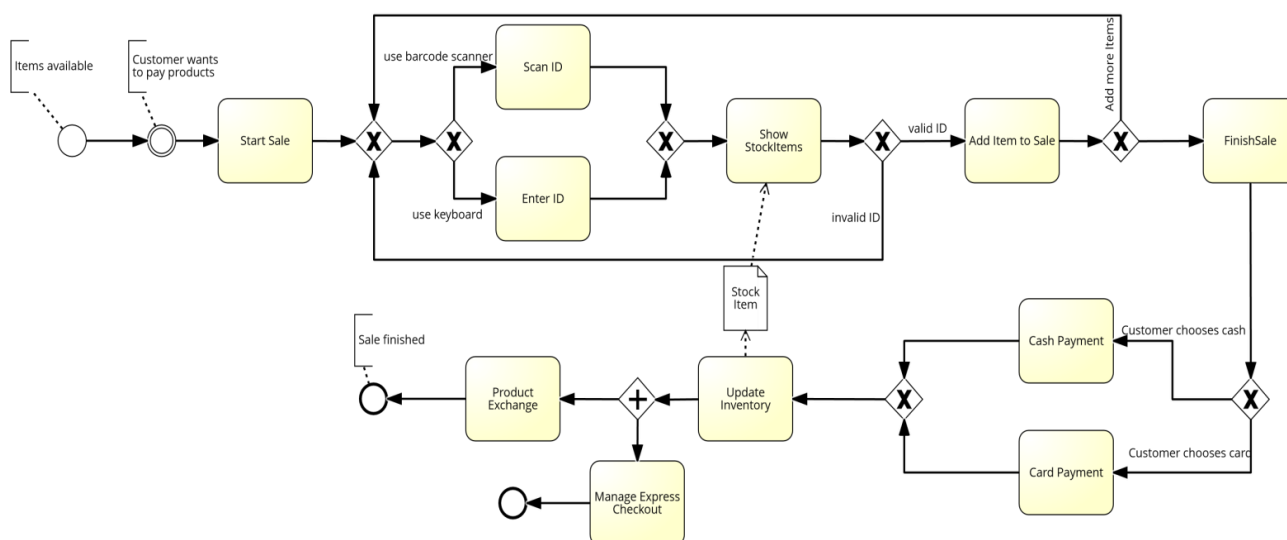 Items available
Customer wants
to pay products
Start Sale
use barcode scanner
use keyboard
Scan ID
Enter ID
Show
StockItems
valid ID
invalid ID
Add Item to Sale
Add more Items
FinishSale
Stock
Item
Customer chooses cash
Cash Payment
Customer chooses card
Card Payment
Update
Inventory
Product
Exchange
Sale finished
Manage Express
Checkout